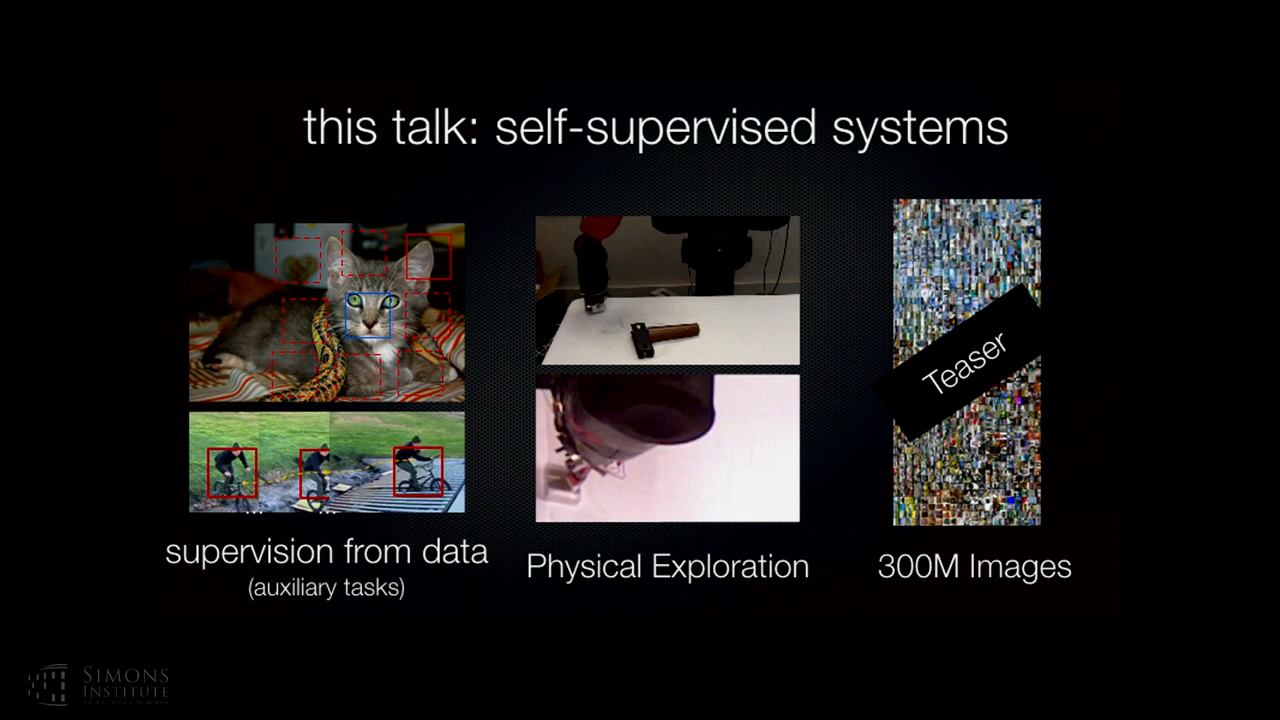 this talk: self-supervised systems
Teaser
supervision from data
(auxiliary tasks)
Physical Exploration
300M Images
SIMONS
INSTITUTE